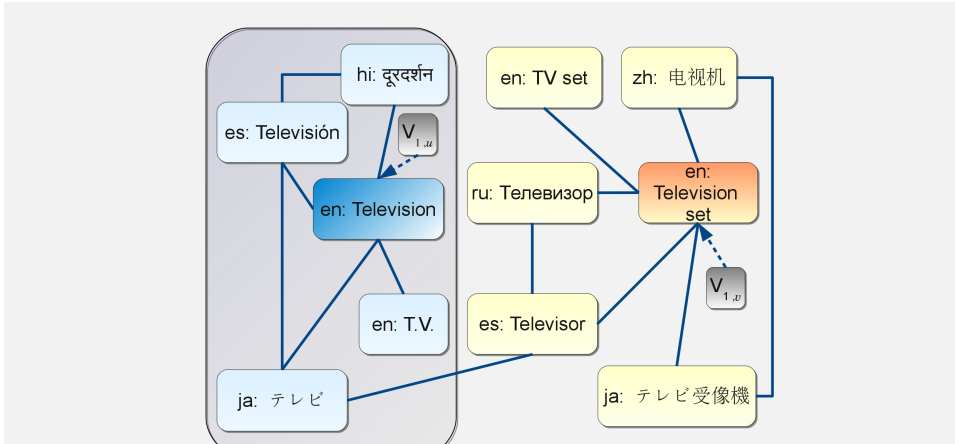 hi: दूरदर्शन
en: TV set
zh: 电视机
es: Televisión
V1,u
en: Television
ru: Телевизор
en:
Television
set
V1,v
en: T.V.
es: Televisor
ja: テレビ
ja: テレビ受像機